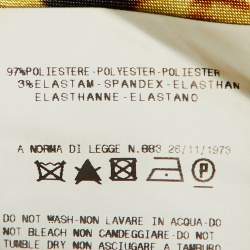 97%POLIESTERE-POLYESTER-POLIESTER
3%ELASTAM-SPANDEX-ELASTHAN
ELASTHANNE-ELASTANO
A NORMA DI LEGGE N.883 26/11/1973
P
DO NOT WASH-NON LAVARE IN ACQUA-DO
NOT BLEACH NON CANDEGGIARE-DO NOT
TUMBLE DRY NON ASCIUGARE A TAMBURO